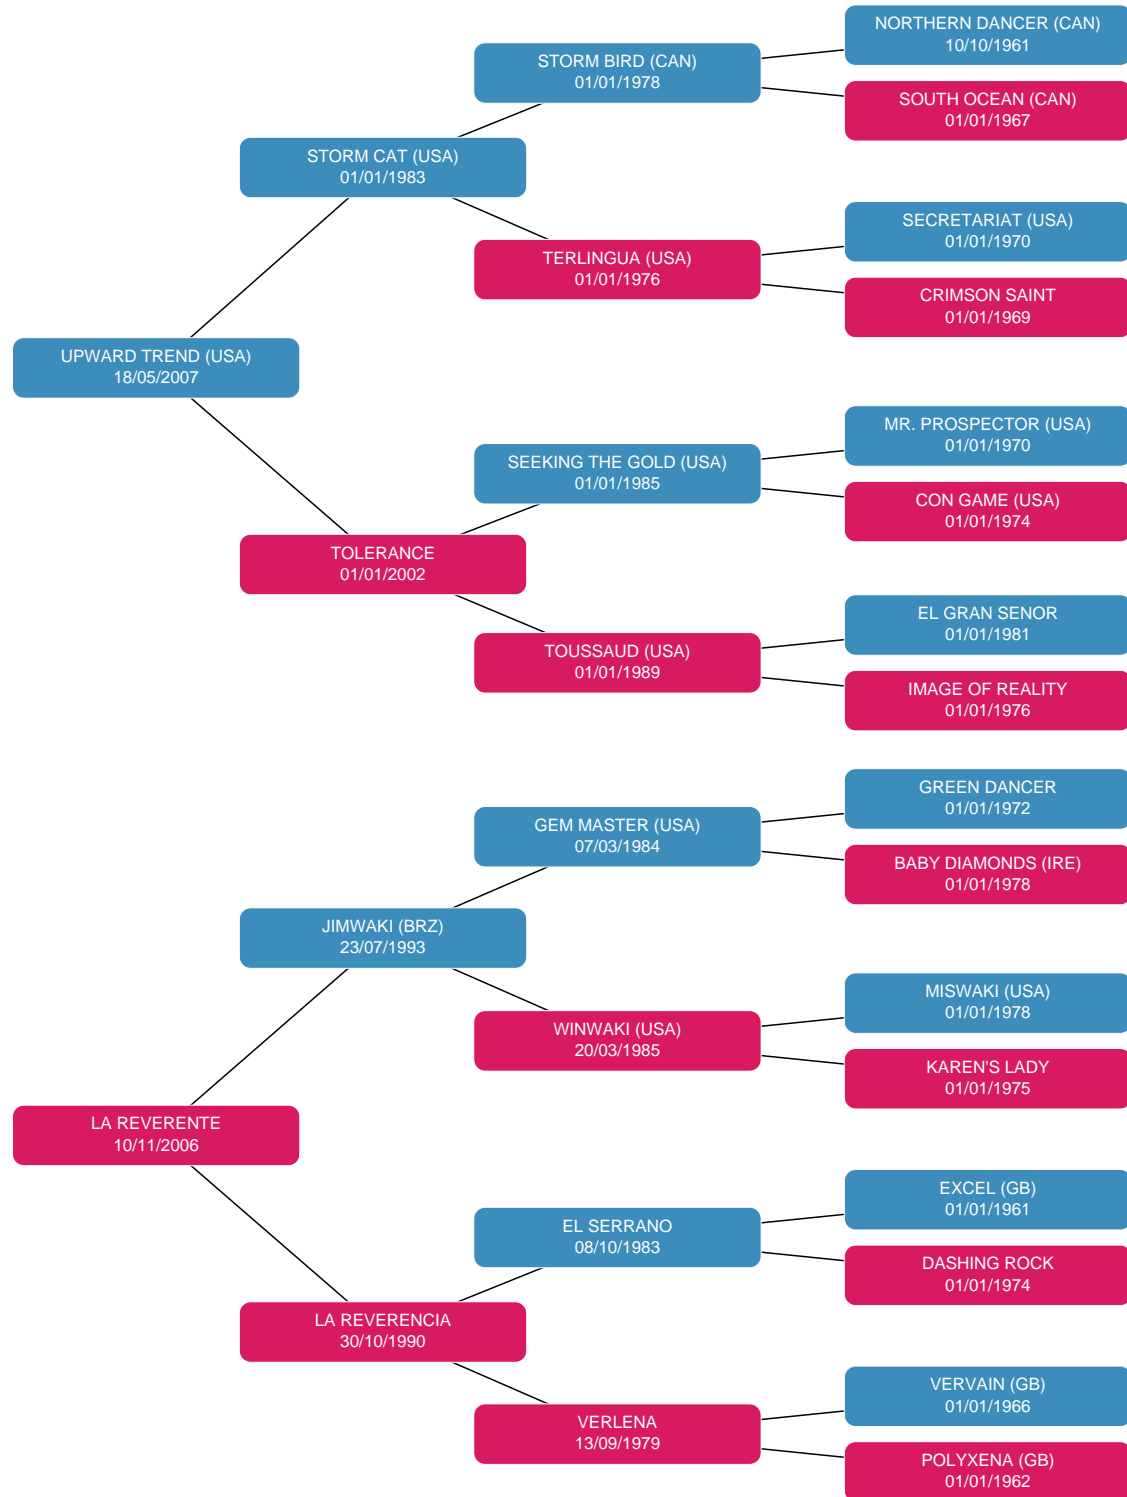 NORTHERN DANCER (CAN)
10/10/1961
STORM BIRD (CAN)
01/01/1978
SOUTH OCEAN (CAN)
01/01/1967
STORM CAT (USA)
01/01/1983
SECRETARIAT (USA)
01/01/1970
TERLINGUA (USA)
01/01/1976
CRIMSON SAINT
01/01/1969
UPWARD TREND (USA)
18/05/2007
MR. PROSPECTOR (USA)
01/01/1970
SEEKING THE GOLD (USA)
01/01/1985
CON GAME (USA)
01/01/1974
TOLERANCE
01/01/2002
EL GRAN SENOR
01/01/1981
TOUSSAUD (USA)
01/01/1989
IMAGE OF REALITY
01/01/1976
GREEN DANCER
01/01/1972
GEM MASTER (USA)
07/03/1984
BABY DIAMONDS (IRE)
01/01/1978
JIMWAKI (BRZ)
23/07/1993
MISWAKI (USA)
01/01/1978
WINWAKI (USA)
20/03/1985
KAREN'S LADY
01/01/1975
LA REVERENTE
10/11/2006
EXCEL (GB)
01/01/1961
EL SERRANO
08/10/1983
DASHING ROCK
01/01/1974
LA REVERENCIA
30/10/1990
VERVAIN (GB)
01/01/1966
VERLENA
13/09/1979
POLYXENA (GB)
01/01/1962